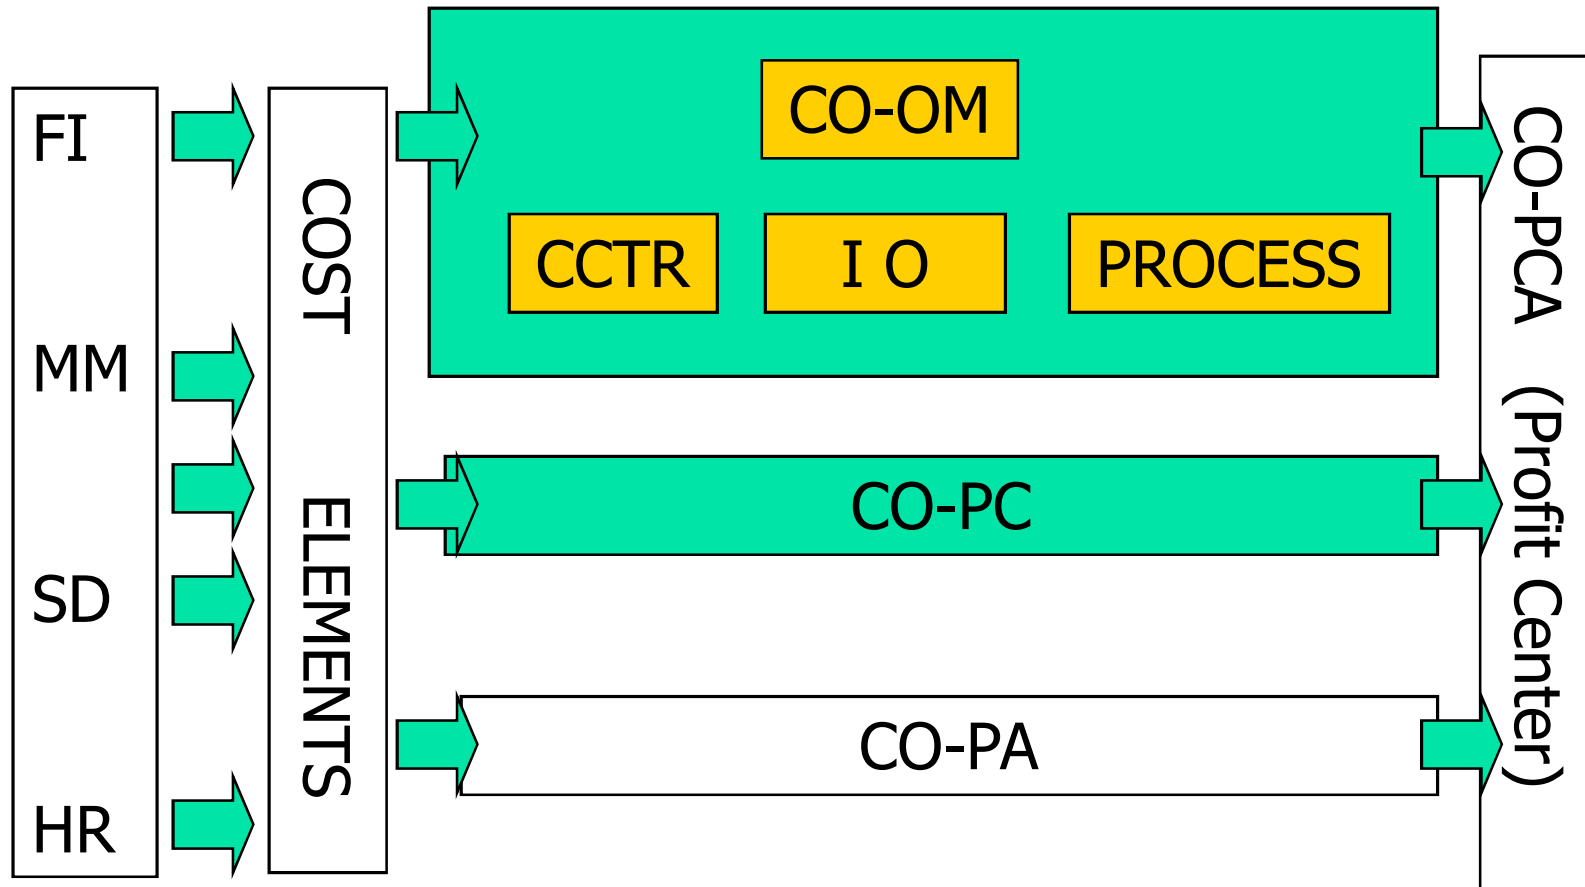 FI
MM
SD
HR
COST ELEMENTS
CO-OM
CCTR
I O
PROCESS
CO-PC
CO-PA
CO-PCA (Profit Center)